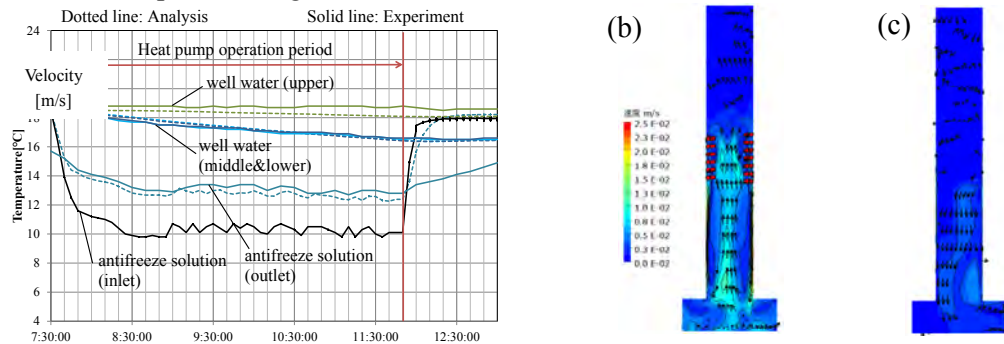 Dotted line: Analysis
Solid line: Experiment
24
Heat pump operation period
Velocity
[m/s]
well water (upper)
16
well water
(middle&lower)
14
12
10
antifreeze solution
(inlet)
antifreeze solution
(outlet)
8
6
4
Temperature[°C]
7:30:00
8:30:00
9:30:00
10:30:00
11:30:00
12:30:00
(b)
(c)
速度 m/s
2.5 E-02
2.3 E-02
2.0 E-02
1.8 E-02
1.5 E-02
1.3 E-02
1.0 E-02
0.8 E-02
0.5 E-02
0.3 E-02
0.0 E-02